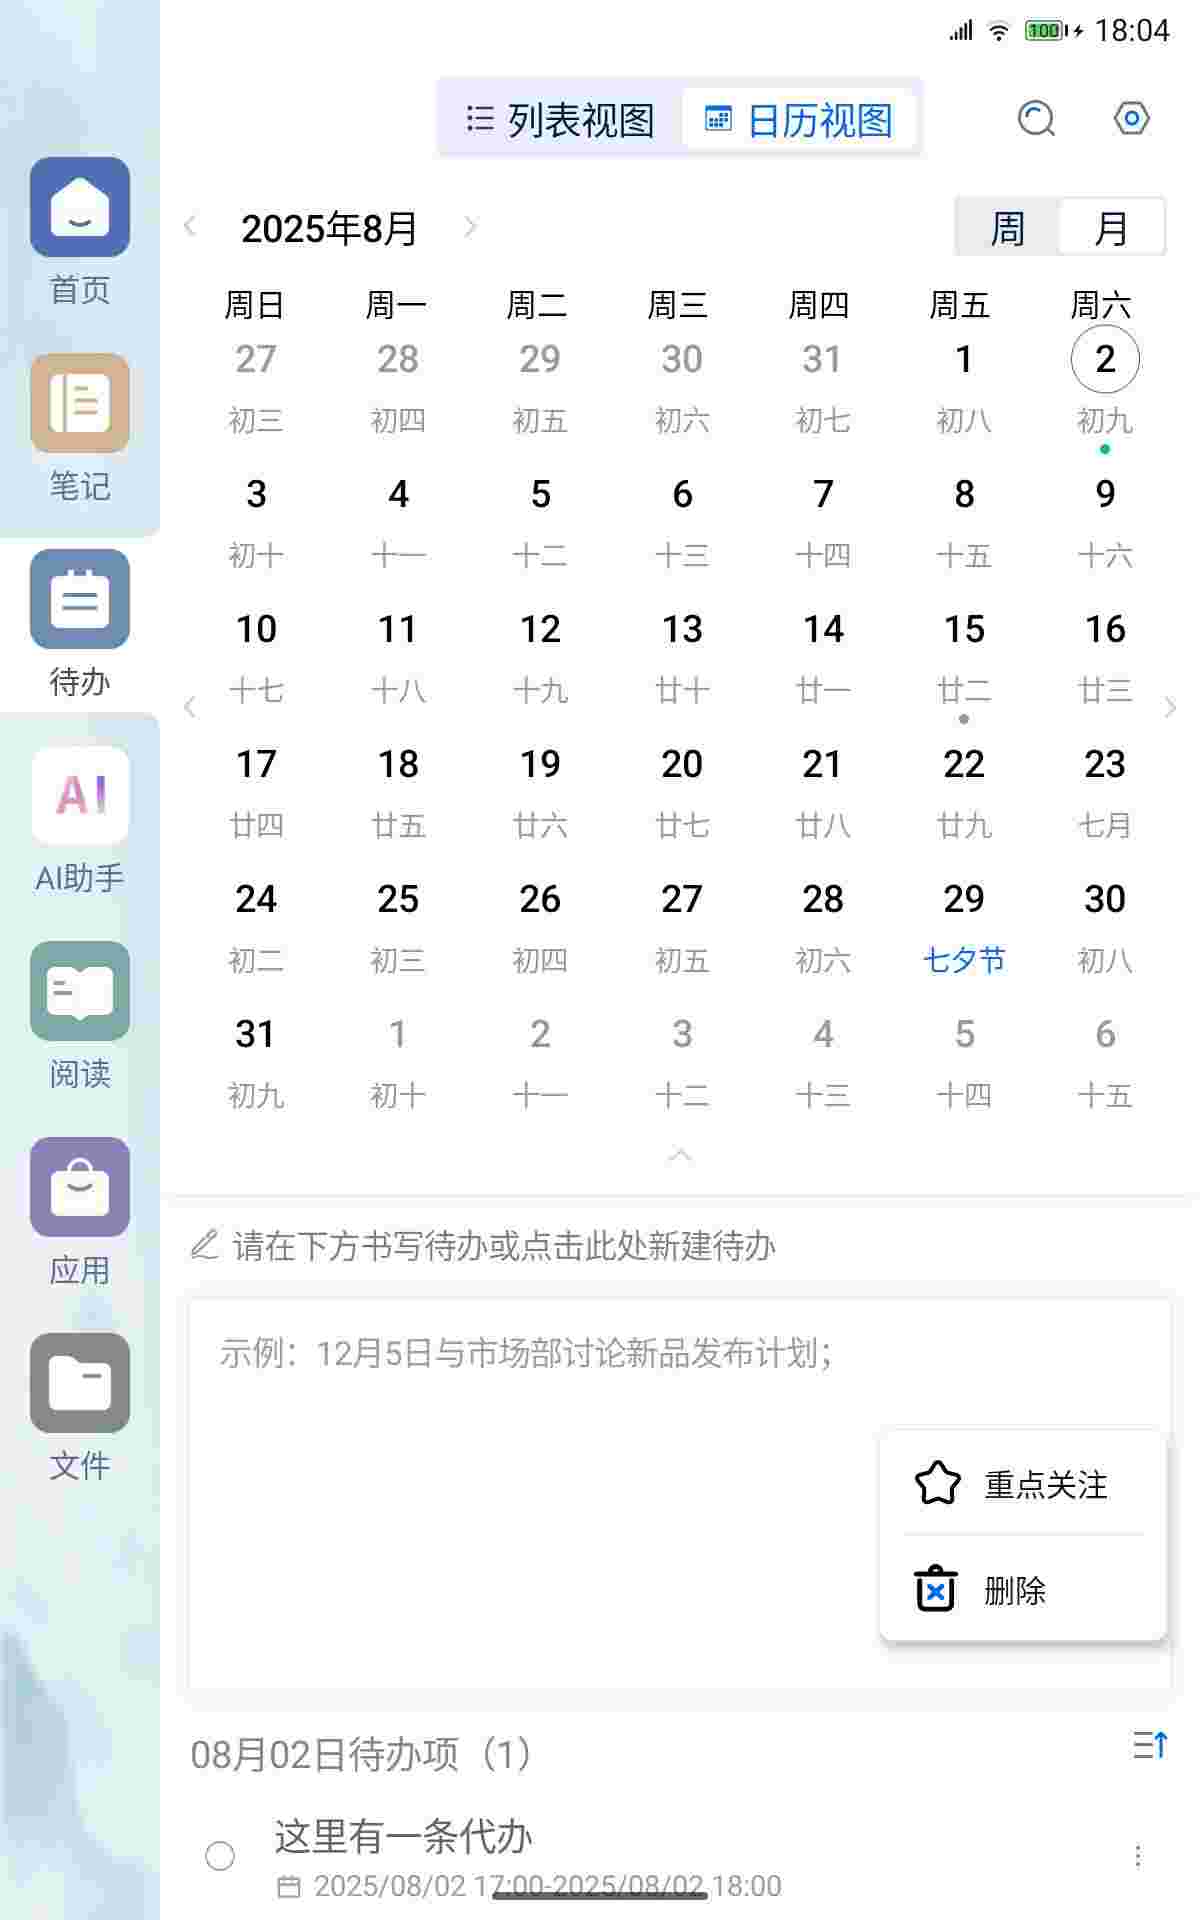 100 18:04
列表视图 日历视图
首页
笔记
待办
AI
AI助手
阅读
应用
文件
2025年8月 周 月
周日 周一 周二 周三 周四 周五 周六
27 28 29 30 31 1 2
初三 初四 初五 初六 初七 初八 初九
3 4 5 6 7 8 9
初十 十一 十二 十三 十四 十五 十六
10 11 12 13 14 15 16
十七 十八 十九 廿十 廿一 廿二 廿三
17 18 19 20 21 22 23
廿四 廿五 廿六 廿七 廿八 廿九 七月
24 25 26 27 28 29 30
初二 初三 初四 初五 初六 七夕节 初八
31 1 2 3 4 5 6
初九 初十 十一 十二 十三 十四 十五
请在下方书写待办或点击此处新建待办
示例：12月5日与市场部讨论新品发布计划；
重点关注
删除
08月02日待办项（1）
这里有一条代办
2025/08/02 17:00-2025/08/02 18:00